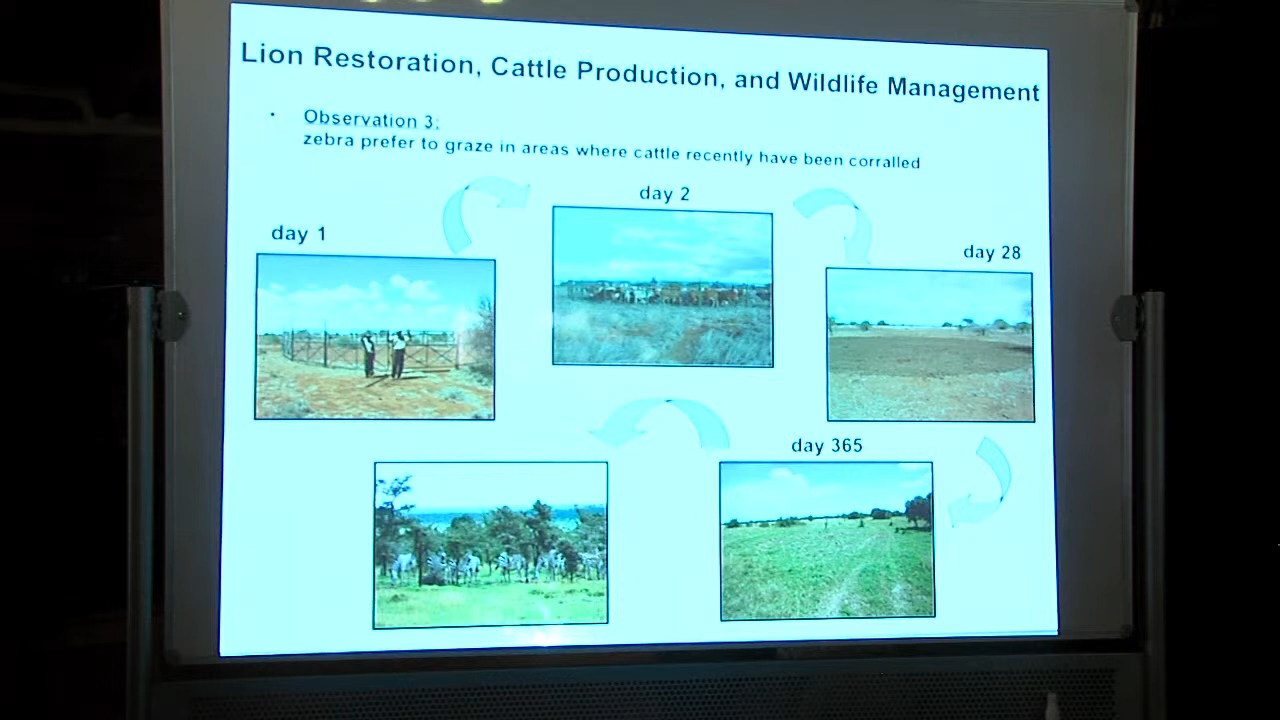 Lion Restoration, Cattle Production, and Wildlife Management
• Observation 3:
zebra prefer to graze in areas where cattle recently have been corralled
day 2
day 1
day 28
day 365